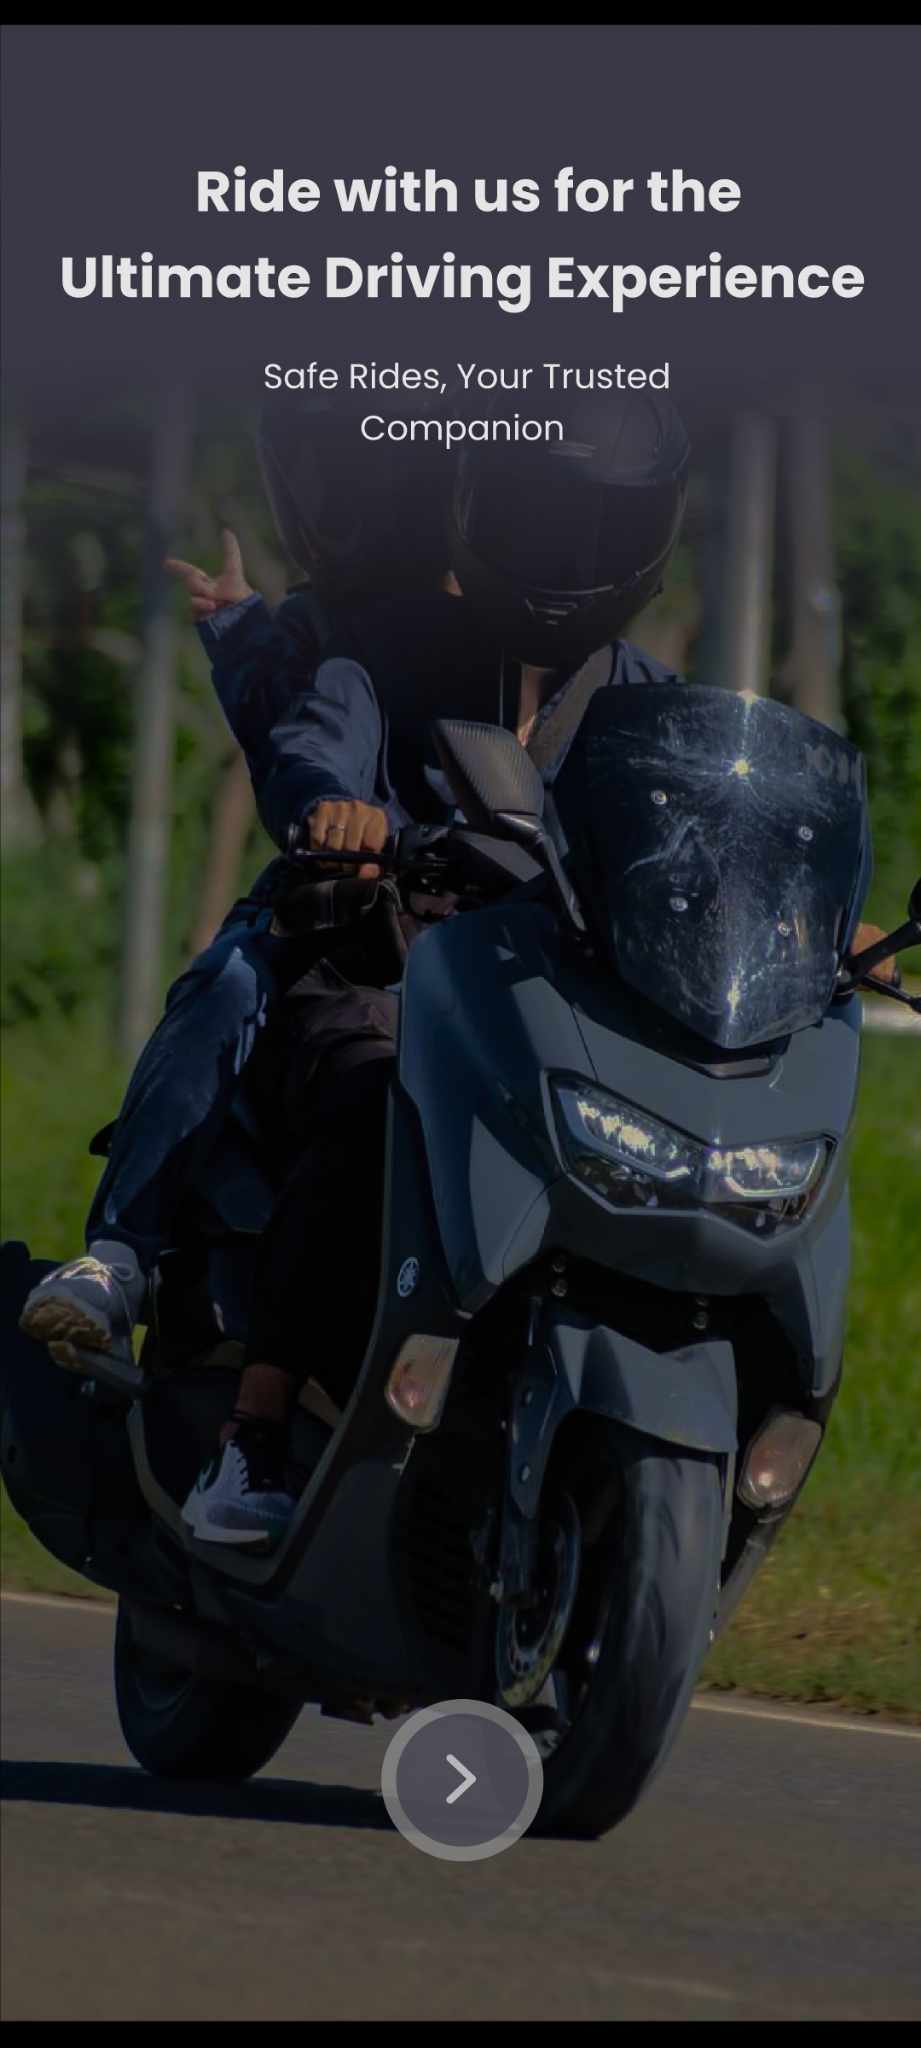 Ride with us for the
Ultimate Driving Experience
Safe Rides, Your Trusted
Companion